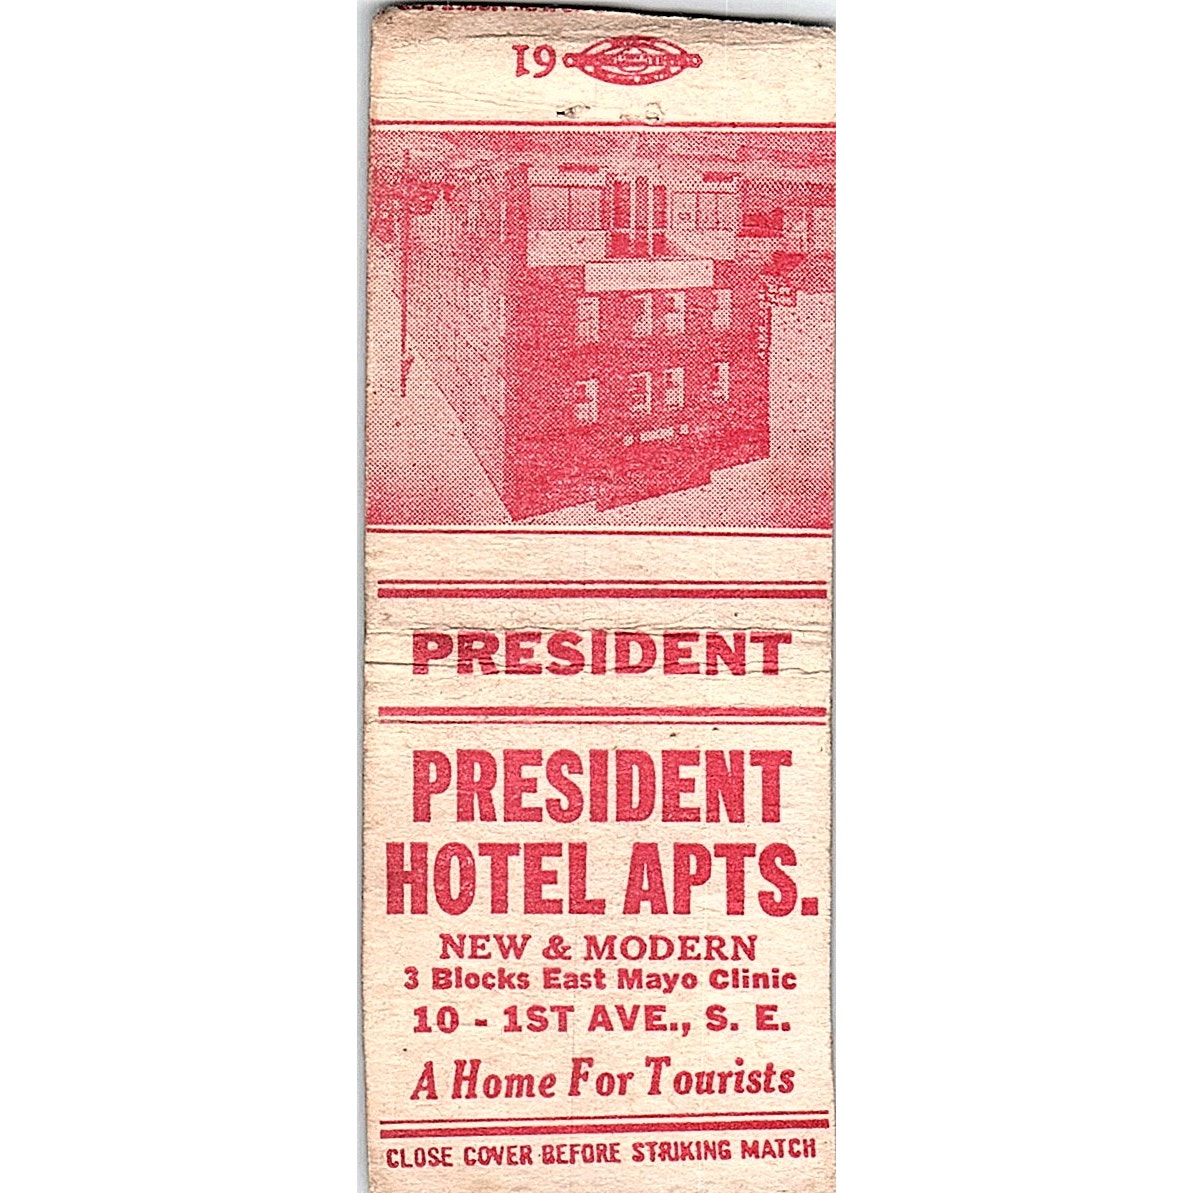 19
PRESIDENT
PRESIDENT
HOTEL APTS.
NEW & MODERN
3 Blocks East Mayo Clinic
10 - 1ST AVE., S. E.
A Home For Tourists
CLOSE COVER BEFORE STRIKING MATCH